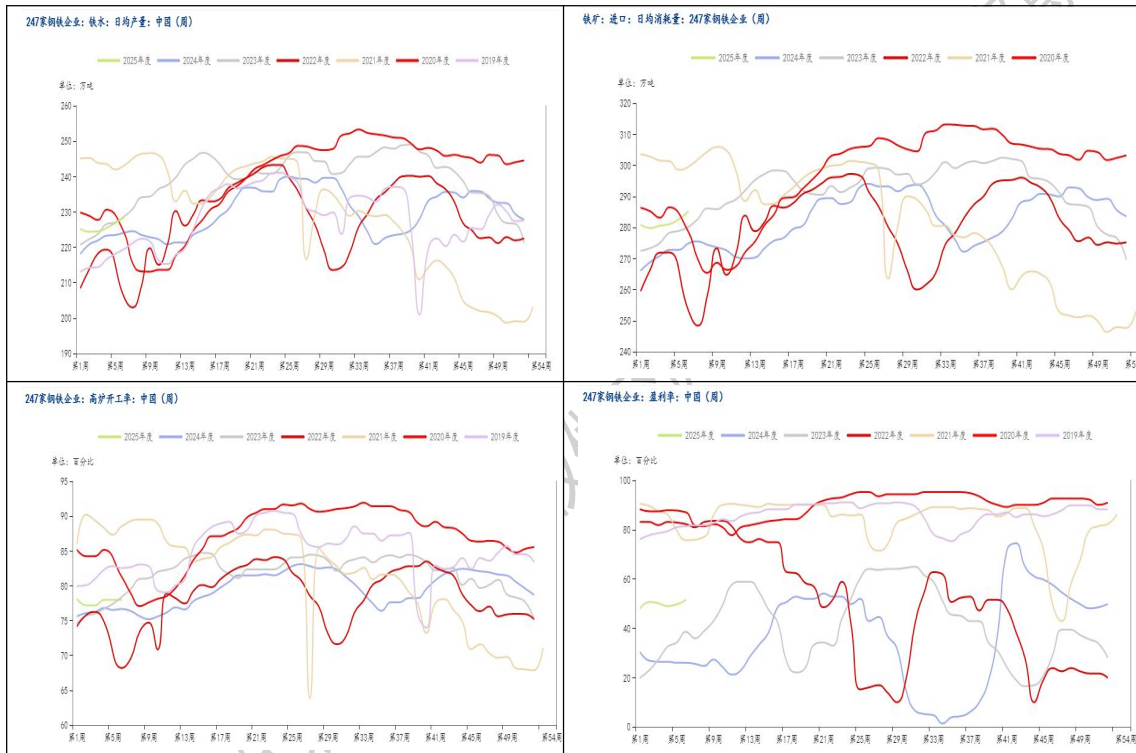 247家钢铁企业：铁水：日均产量：中国（周）
2025年度 2024年度 2023年度 2022年度 2021年度 2020年度 2019年度
单位：万吨
260
250
240
230
220
210
200
190
第1周 第5周 第9周 第13周 第17周 第21周 第25周 第29周 第33周 第37周 第41周 第45周 第49周 第54周
铁矿：进口：日均消耗量：247家钢铁企业（周）
2025年度 2024年度 2023年度 2022年度 2021年度 2020年度
单位：万吨
320
310
300
290
280
270
260
250
240
第1周 第5周 第9周 第13周 第17周 第21周 第25周 第29周 第33周 第37周 第41周 第45周 第49周 第54周
247家钢铁企业：高炉开工率：中国（周）
2025年度 2024年度 2023年度 2022年度 2021年度 2020年度 2019年度
单位：百分比
95
90
85
80
75
70
65
60
第1周 第5周 第9周 第13周 第17周 第21周 第25周 第29周 第33周 第37周 第41周 第45周 第49周 第54周
247家钢铁企业：盈利率：中国（周）
2025年度 2024年度 2023年度 2022年度 2021年度 2020年度 2019年度
单位：百分比
100
80
60
40
20
0
第1周 第5周 第9周 第13周 第17周 第21周 第25周 第29周 第33周 第37周 第41周 第45周 第49周 第54周